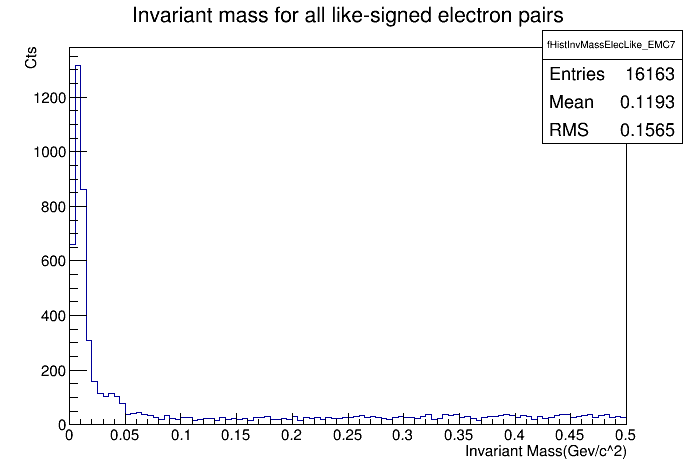 Invariant mass for all like-signed electron pairs
fHistInvMassElecLike_EMC7
Entries 16163
Mean 0.1193
RMS 0.1565
Cts
1200
1000
800
600
400
200
0
0 0.05 0.1 0.15 0.2 0.25 0.3 0.35 0.4 0.45 0.5
Invariant Mass(Gev/c^2)